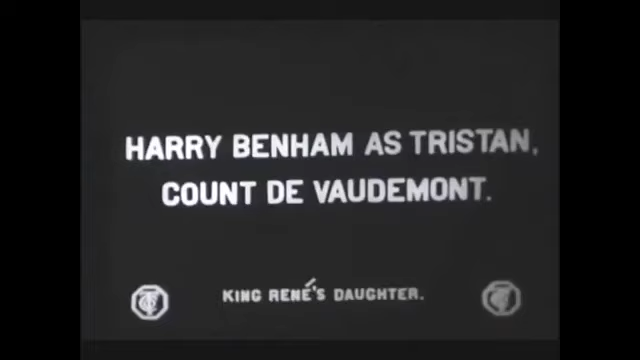 HARRY BENHAM AS TRISTAN,
COUNT DE VAUDEMONT.
KING RENÉ'S DAUGHTER.